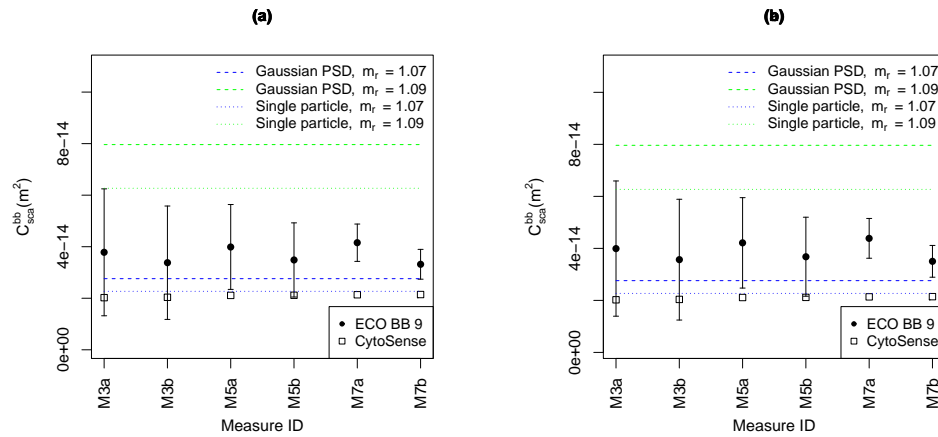 (a)
Gaussian PSD, m_r = 1.07
Gaussian PSD, m_r = 1.09
Single particle, m_r = 1.07
Single particle, m_r = 1.09
C_sca^bb(m²)
8e−14
4e−14
0e+00
ECO BB 9
CytoSense
M3a
M3b
M5a
M5b
M7a
M7b
Measure ID
(b)
Gaussian PSD, m_r = 1.07
Gaussian PSD, m_r = 1.09
Single particle, m_r = 1.07
Single particle, m_r = 1.09
C_sca^bb(m²)
8e−14
4e−14
0e+00
ECO BB 9
CytoSense
M3a
M3b
M5a
M5b
M7a
M7b
Measure ID